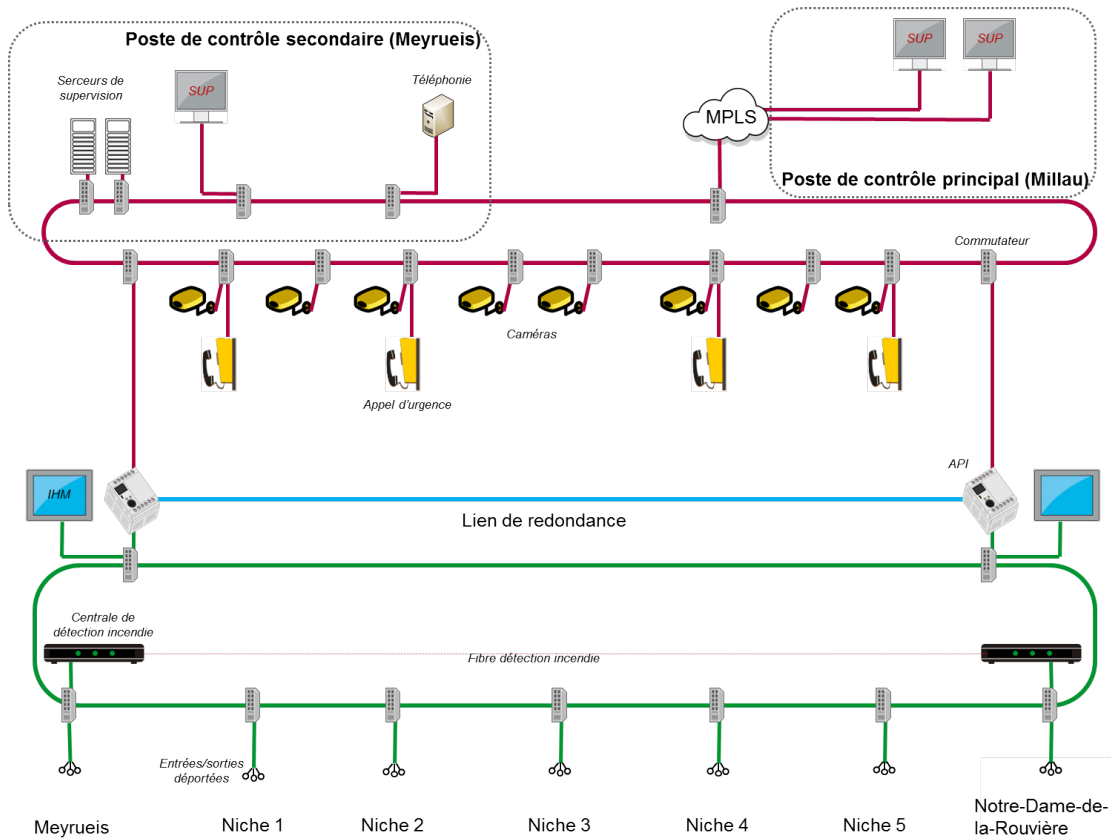 Poste de contrôle secondaire (Meyrueis)
Serceurs de
supervision
SUP
Téléphonie
SUP
SUP
MPLS
Poste de contrôle principal (Millau)
Commutateur
Caméras
Appel d'urgence
IHM
API
Lien de redondance
Centrale de
détection incendie
Fibre détection incendie
Entrées/sorties
déportées
Meyrueis
Niche 1
Niche 2
Niche 3
Niche 4
Niche 5
Notre-Dame-de-
la-Rouvière